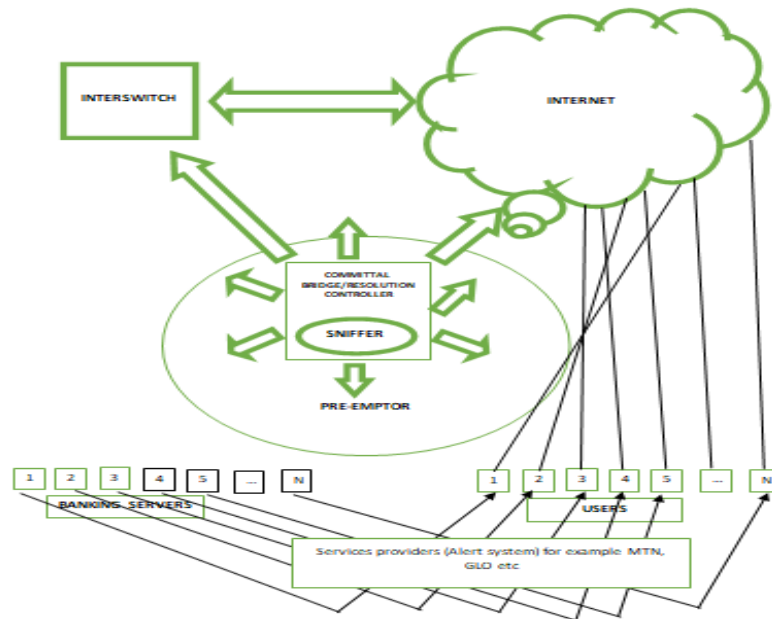 INTERSWITCH
INTERNET
COMMITTAL
BRIDGE/RESOLUTION
CONTROLLER
SNIFFER
PRE-EMPTOR
1 2 3 4 5 ... N
1 2 3 4 5 ... N
BANKING SERVERS
USERS
Services providers (Alert system) for example MTN,
GLO etc